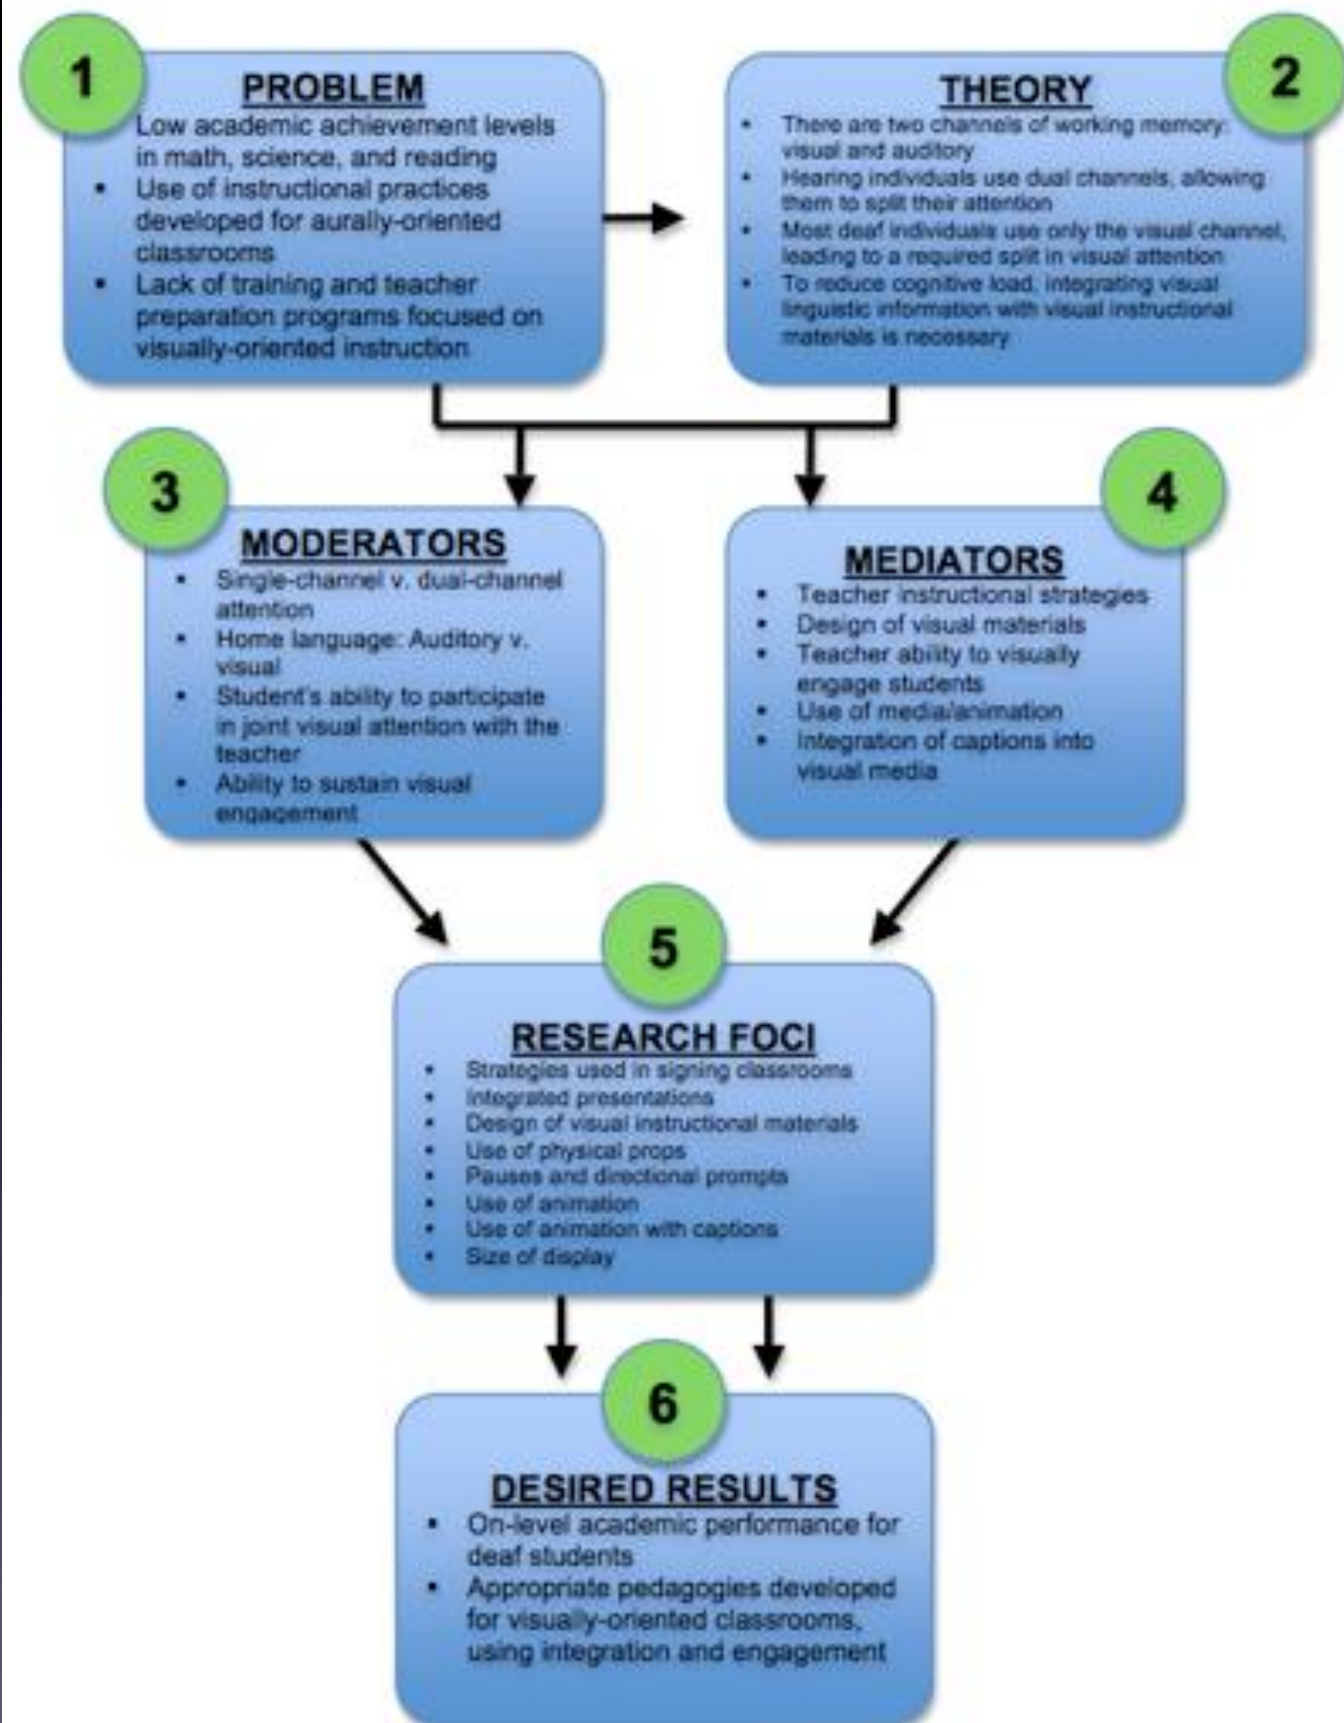 1
PROBLEM
Low academic achievement levels
in math, science, and reading
• Use of instructional practices
developed for aurally-oriented
classrooms
• Lack of training and teacher
preparation programs focused on
visually-oriented instruction
2
THEORY
• There are two channels of working memory:
visual and auditory
• Hearing individuals use dual channels, allowing
them to split their attention
• Most deaf individuals use only the visual channel,
leading to a required split in visual attention
• To reduce cognitive load, integrating visual
linguistic information with visual instructional
materials is necessary
3
MODERATORS
• Single-channel v. dual-channel
attention
• Home language: Auditory v.
visual
• Student's ability to participate
in joint visual attention with the
teacher
• Ability to sustain visual
engagement
4
MEDIATORS
• Teacher instructional strategies
• Design of visual materials
• Teacher ability to visually
engage students
• Use of media/animation
• Integration of captions into
visual media
5
RESEARCH FOCI
• Strategies used in signing classrooms
• Integrated presentations
• Design of visual instructional materials
• Use of physical props
• Pauses and directional prompts
• Use of animation
• Use of animation with captions
• Size of display
6
DESIRED RESULTS
• On-level academic performance for
deaf students
• Appropriate pedagogies developed
for visually-oriented classrooms,
using integration and engagement